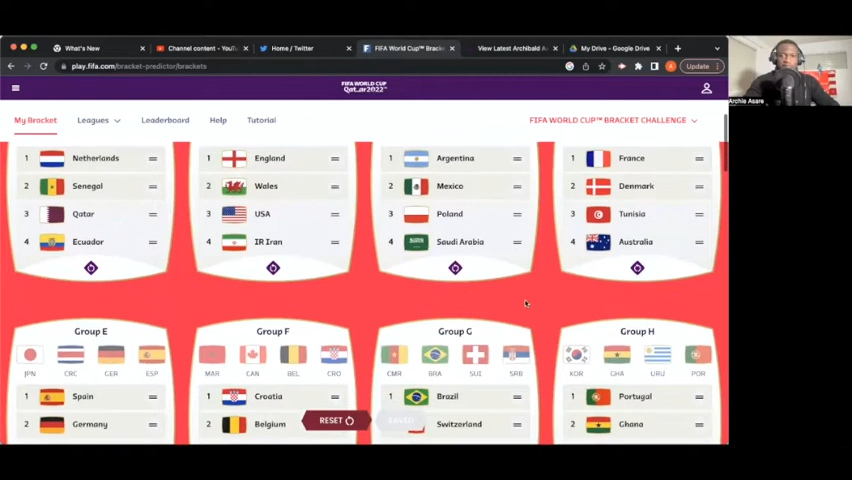 What's New
Channel content - YouTu
Home / Twitter
FIFA World Cup™ Brack
View Latest Archibald As
My Drive - Google Drive
play.fifa.com/bracket-predictor/brackets
Update
Archie Asare
FIFA WORLD CUP
Qatar2022™
My Bracket
Leagues
Leaderboard
Help
Tutorial
FIFA WORLD CUP™ BRACKET CHALLENGE
1 Netherlands
2 Senegal
3 Qatar
4 Ecuador
1 England
2 Wales
3 USA
4 IR Iran
1 Argentina
2 Mexico
3 Poland
4 Saudi Arabia
1 France
2 Denmark
3 Tunisia
4 Australia
Group E
JPN CRC GER ESP
1 Spain
2 Germany
Group F
MAR CAN BEL CRO
1 Croatia
2 Belgium
Group G
CMR BRA SUI SRB
1 Brazil
2 Switzerland
Group H
KOR GHA URU POR
1 Portugal
2 Ghana
RESET
SAVED